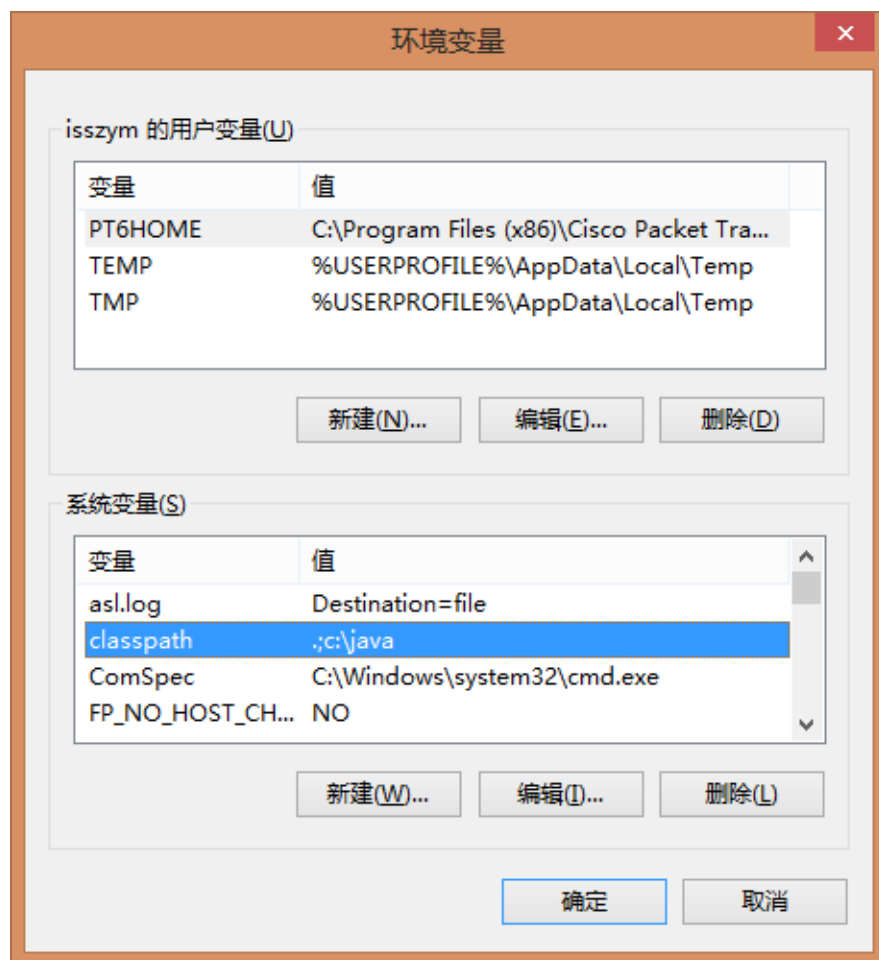 环境变量
isszym 的用户变量(U)
变量 值
PT6HOME C:\Program Files (x86)\Cisco Packet Tra...
TEMP %USERPROFILE%\AppData\Local\Temp
TMP %USERPROFILE%\AppData\Local\Temp
新建(N)... 编辑(E)... 删除(D)
系统变量(S)
变量 值
asl.log Destination=file
classpath .;c:\java
ComSpec C:\Windows\system32\cmd.exe
FP_NO_HOST_CH... NO
新建(W)... 编辑(I)... 删除(L)
确定 取消